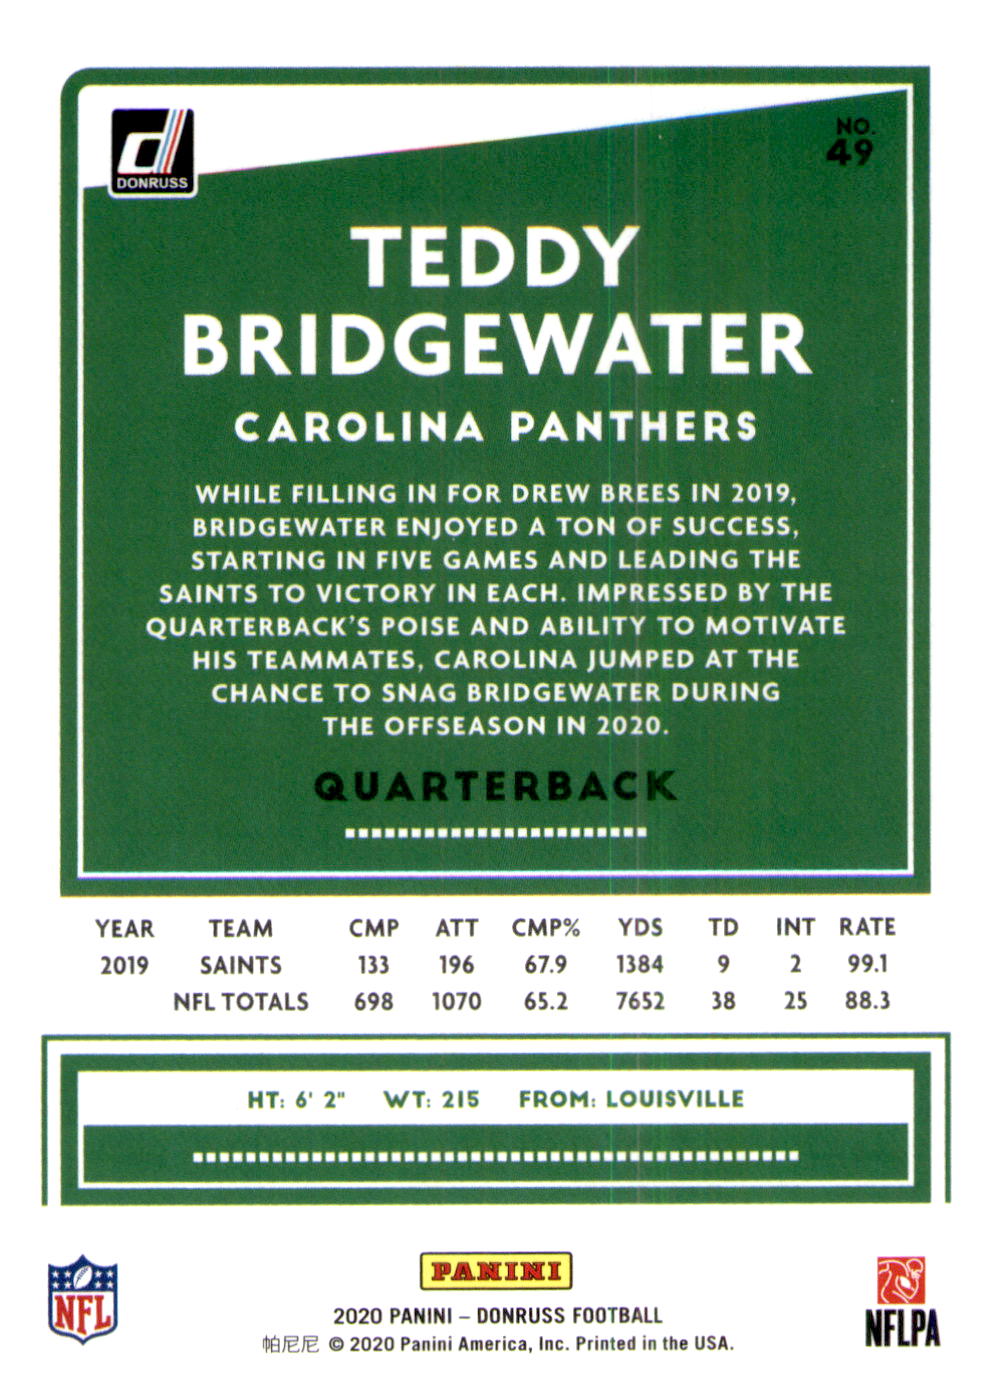 DONRUSS
NO.
49
TEDDY
BRIDGEWATER
CAROLINA PANTHERS
WHILE FILLING IN FOR DREW BREES IN 2019,
BRIDGEWATER ENJOYED A TON OF SUCCESS,
STARTING IN FIVE GAMES AND LEADING THE
SAINTS TO VICTORY IN EACH. IMPRESSED BY THE
QUARTERBACK'S POISE AND ABILITY TO MOTIVATE
HIS TEAMMATES, CAROLINA JUMPED AT THE
CHANCE TO SNAG BRIDGEWATER DURING
THE OFFSEASON IN 2020.
QUARTERBACK
YEAR TEAM CMP ATT CMP% YDS TD INT RATE
2019 SAINTS 133 196 67.9 1384 9 2 99.1
NFL TOTALS 698 1070 65.2 7652 38 25 88.3
HT: 6' 2" WT: 215 FROM: LOUISVILLE
NFL
PANINI
2020 PANINI – DONRUSS FOOTBALL
帕尼尼 © 2020 Panini America, Inc. Printed in the USA.
NFLPA